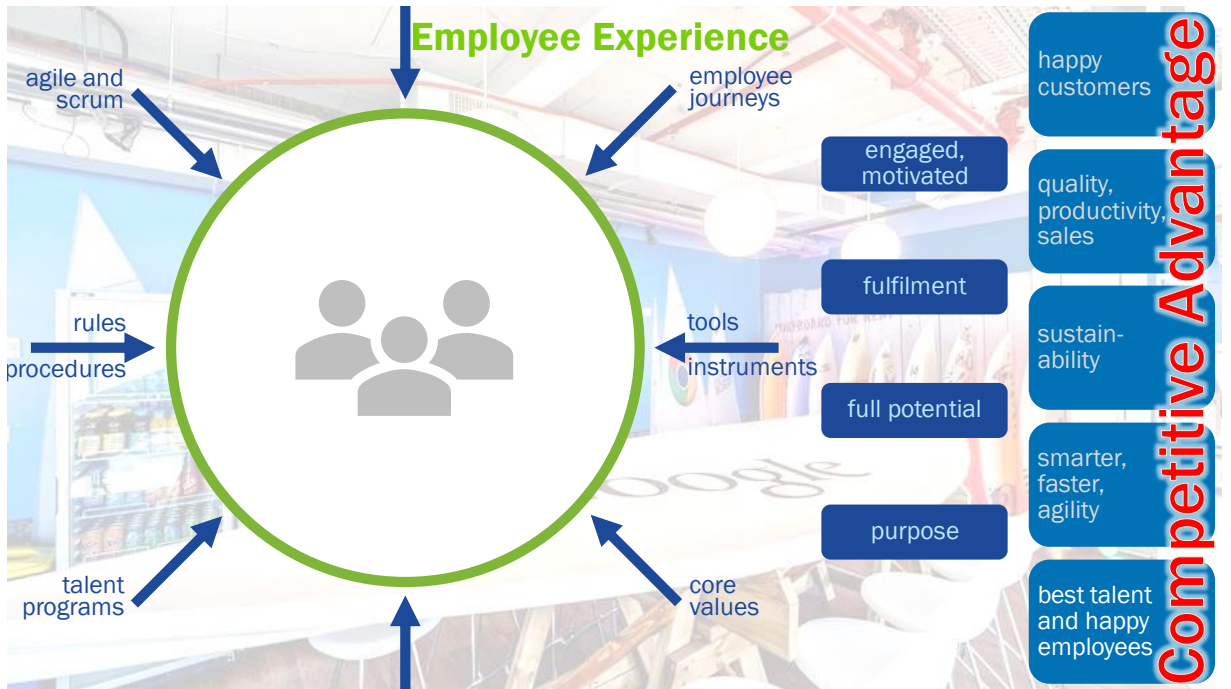 Employee Experience
agile and
scrum
employee
journeys
rules
procedures
tools
instruments
talent
programs
core
values
engaged,
motivated
fulfilment
full potential
purpose
happy
customers
quality,
productivity,
sales
sustain-
ability
smarter,
faster,
agility
best talent
and happy
employees
Competitive Advantage
oogle